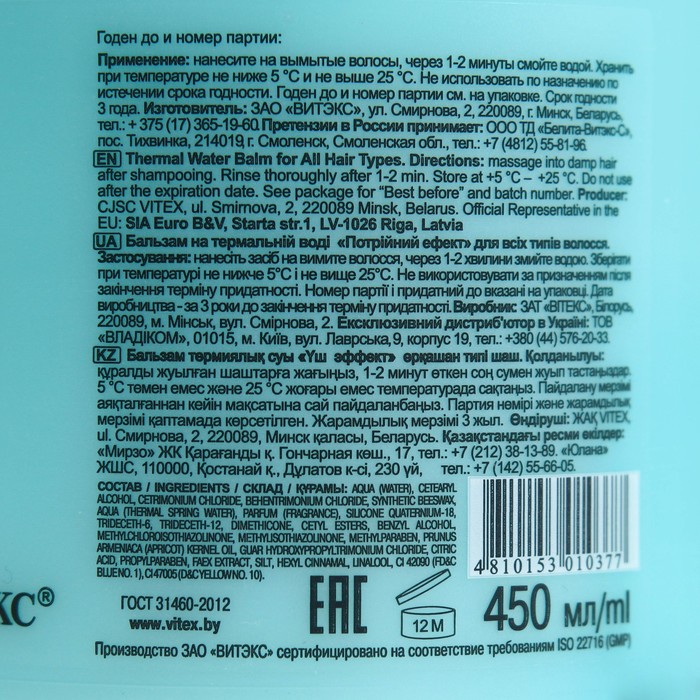 Годен до и номер партии:
Применение: нанесите на вымытые волосы, через 1-2 минуты смойте водой. Хранить
при температуре не ниже 5 °С и не выше 25 °С. Не использовать по назначению по
истечении срока годности. Годен до и номер партии см. на упаковке. Срок годности
3 года. Изготовитель: ЗАО «ВИТЭКС», ул. Смирнова, 2, 220089, г. Минск, Беларусь,
тел.: + 375 (17) 365-19-60. Претензии в России принимает: ООО ТД «Белита-Витэкс-С»,
пос. Тихвинка, 214019, г. Смоленск, Смоленская обл., тел.: +7 (4812) 55-81-96.
EN Thermal Water Balm for All Hair Types. Directions: massage into damp hair
after shampooing. Rinse thoroughly after 1-2 min. Store at +5 °C – +25 °C. Do not use
after the expiration date. See package for "Best before" and batch number. Producer:
CJSC VITEX, ul. Smirnova, 2, 220089 Minsk, Belarus. Official Representative in the
EU: SIA Euro B&V, Starta str.1, LV-1026 Riga, Latvia
UA Бальзам на термальній воді «Потрійний ефект» для всіх типів волосся.
Застосування: нанесіть засіб на вимите волосся, через 1-2 хвилини змийте водою. Зберігати
при температурі не нижче 5°С і не вище 25°С. Не використовувати за призначенням після
закінчення терміну придатності. Номер партії і придатний до вказані на упаковці. Дата
виробництва - за 3 роки до закінчення терміну придатності. Виробник: ЗАТ «ВІТЕКС», Білорусь,
220089, м. Мінськ, вул. Смірнова, 2. Ексклюзивний дистриб'ютор в Україні: ТОВ
«ВЛАДІКОМ», 01015, м. Київ, вул. Лаврська,9, корпус 19, тел.: +380 (44) 576-20-33.
KZ Бальзам термиялық суы «Үш эффект» әрқашан типі шаш. Қолданылуы:
құралды жуылған шаштарға жағыңыз, 1-2 минут өткен соң сумен жуып тастаңыздар.
5 °С темен емес және 25 °С жоғары емес температурада сақтаңыз. Пайдалану мерзімі
аяқталғаннан кейін мақсатына сай пайдаланбаңыз. Партия немірі және жарамдылық
мерзімі қаптамада көрсетілген. Жарамдылық мерзімі 3 жыл. Өндіруші: ЖАҚ VITEX,
ul. Смирнова, 2, 220089, Минск қаласы, Беларусь. Қазақстандағы ресми өкілдер:
«Мирзо» ЖК Қарағанды қ. Гончарная көш., 17, тел.: +7 (212) 38-13-89. «Юлана»
ЖШС, 110000, Қостанай қ., Дұлатов к-сі, 230 үй, тел.: +7 (142) 55-66-05.
СОСТАВ / INGREDIENTS / СКЛАД / ҚҰРАМЫ: AQUA (WATER), CETEARYL
ALCOHOL, CETRIMONIUM CHLORIDE, BEHENTRIMONIUM CHLORIDE, SYNTHETIC BEESWAX,
AQUA (THERMAL SPRING WATER), PARFUM (FRAGRANCE), SILICONE QUATERNIUM-18,
TRIDECETH-6, TRIDECETH-12, DIMETHICONE, CETYL ESTERS, BENZYL ALCOHOL,
METHYLCHLOROISOTHIAZOLINONE, METHYLISOTHIAZOLINONE, METHYLPARABEN, PRUNUS
ARMENIACA (APRICOT) KERNEL OIL, GUAR HYDROXYPROPYLTRIMONIUM CHLORIDE, CITRIC
ACID, PROPYLPARABEN, FAEX EXTRACT, SILT, HEXYL CINNAMAL, LINALOOL, CI 42090 (FD&C
BLUE NO. 1), CI 47005 (D&C YELLOW NO. 10).
4 810153 010377
КС®
ГОСТ 31460-2012
www.vitex.by
EAC
12 M
450 мл/ml
Производство ЗАО «ВИТЭКС» сертифицировано на соответствие требованиям ISO 22716 (GMP)